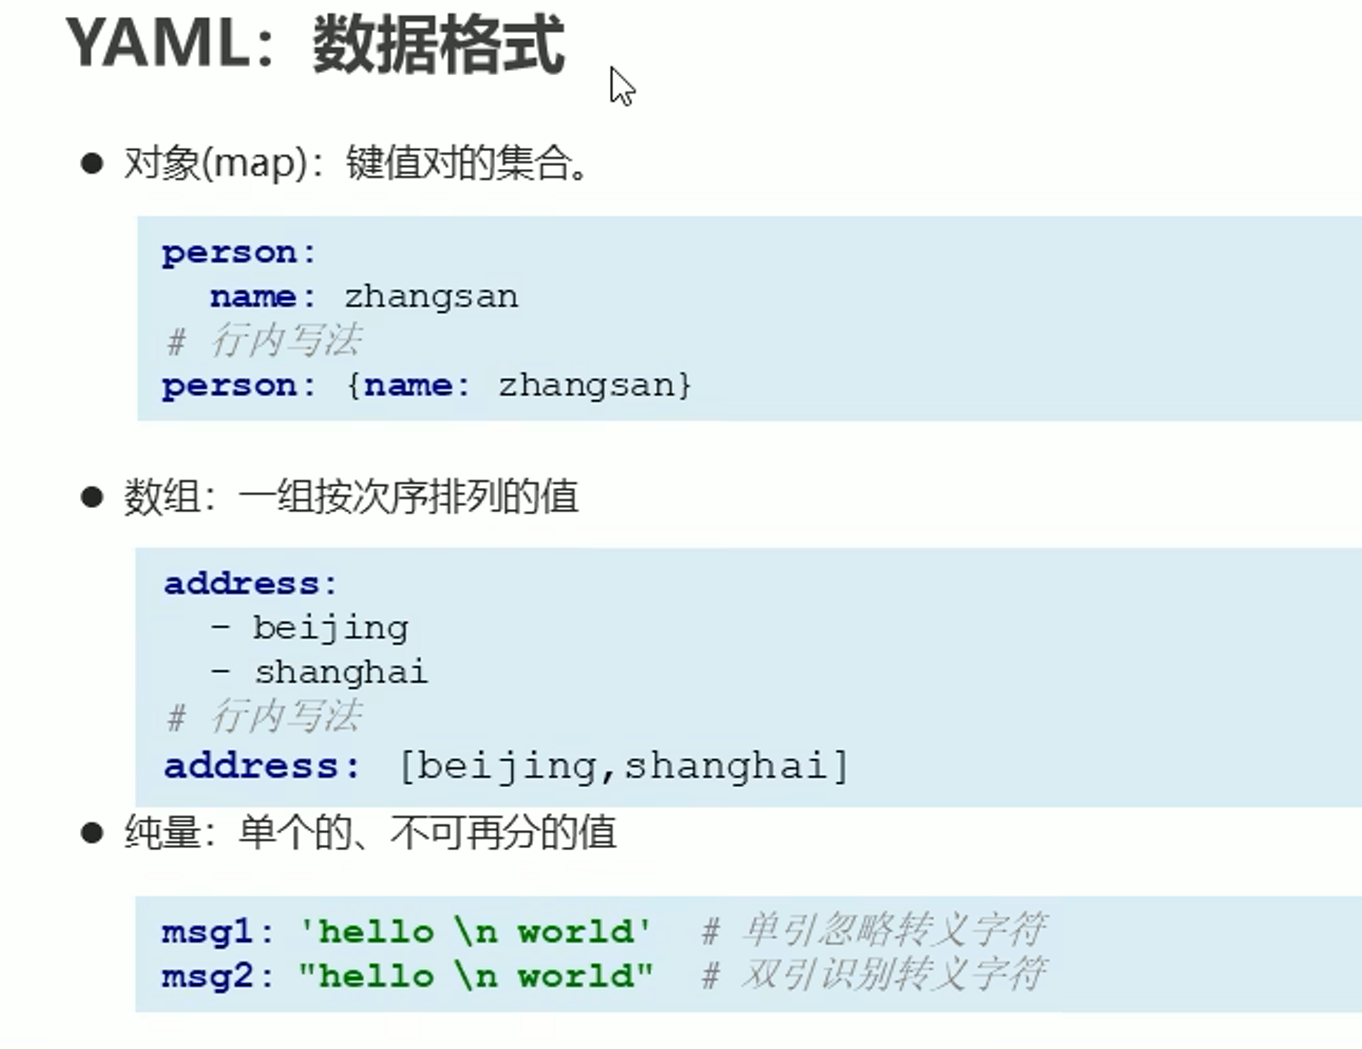 YAML：数据格式
● 对象(map)：键值对的集合。
person:
  name: zhangsan
# 行内写法
person: {name: zhangsan}
● 数组：一组按次序排列的值
address:
  - beijing
  - shanghai
# 行内写法
address: [beijing,shanghai]
● 纯量：单个的、不可再分的值
msg1: 'hello \n world'  # 单引忽略转义字符
msg2: "hello \n world"  # 双引识别转义字符